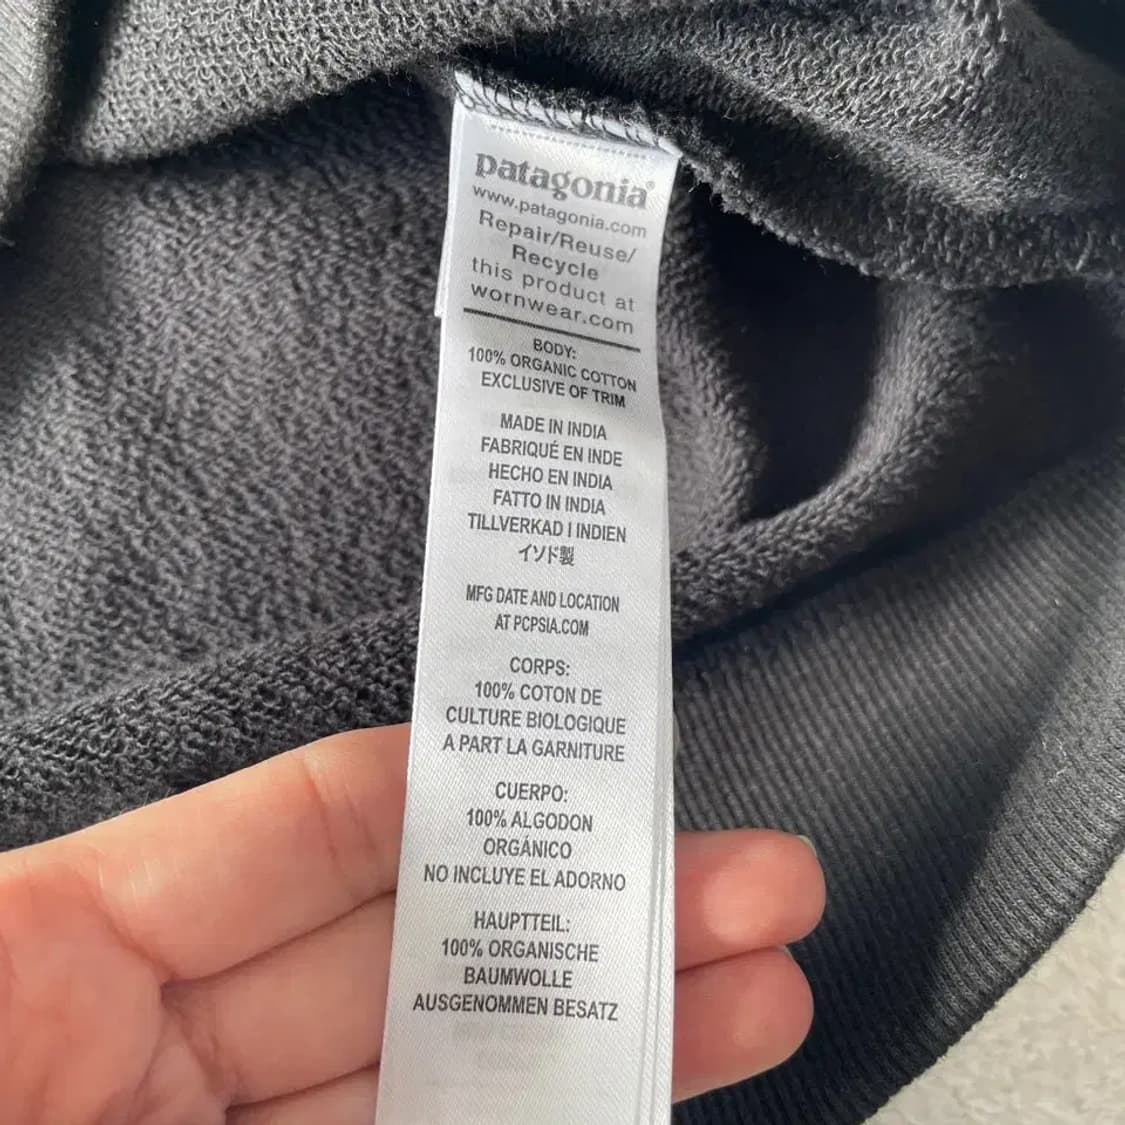 patagonia®
www.patagonia.com
Repair/Reuse/
Recycle
this product at
wornwear.com
BODY:
100% ORGANIC COTTON
EXCLUSIVE OF TRIM
MADE IN INDIA
FABRIQUÉ EN INDE
HECHO EN INDIA
FATTO IN INDIA
TILLVERKAD I INDIEN
イソド製
MFG DATE AND LOCATION
AT PCPSIA.COM
CORPS:
100% COTON DE
CULTURE BIOLOGIQUE
A PART LA GARNITURE
CUERPO:
100% ALGODON
ORGÁNICO
NO INCLUYE EL ADORNO
HAUPTTEIL:
100% ORGANISCHE
BAUMWOLLE
AUSGENOMMEN BESATZ